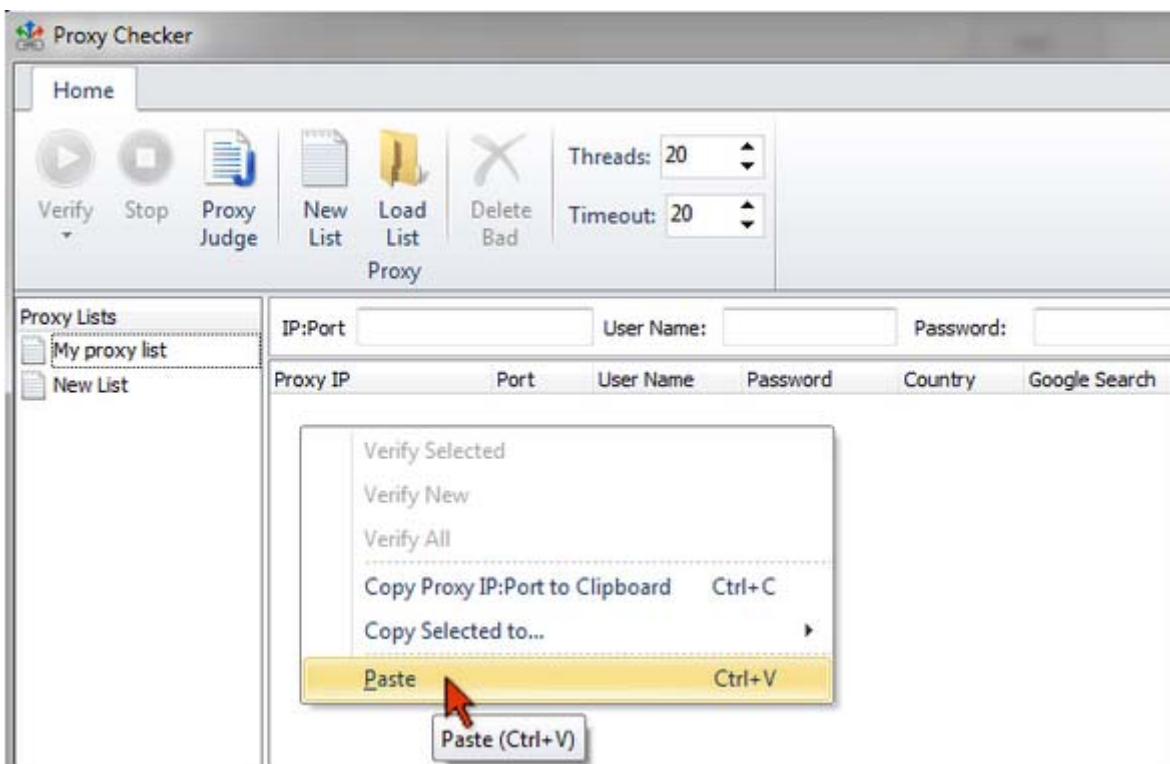 Proxy Checker
Home
Verify Stop Proxy Judge New List Load List Delete Bad
Threads: 20
Timeout: 20
Proxy
Proxy Lists
My proxy list
New List
IP:Port User Name: Password:
Proxy IP Port User Name Password Country Google Search
Verify Selected
Verify New
Verify All
Copy Proxy IP:Port to Clipboard Ctrl+C
Copy Selected to...
Paste Ctrl+V
Paste (Ctrl+V)